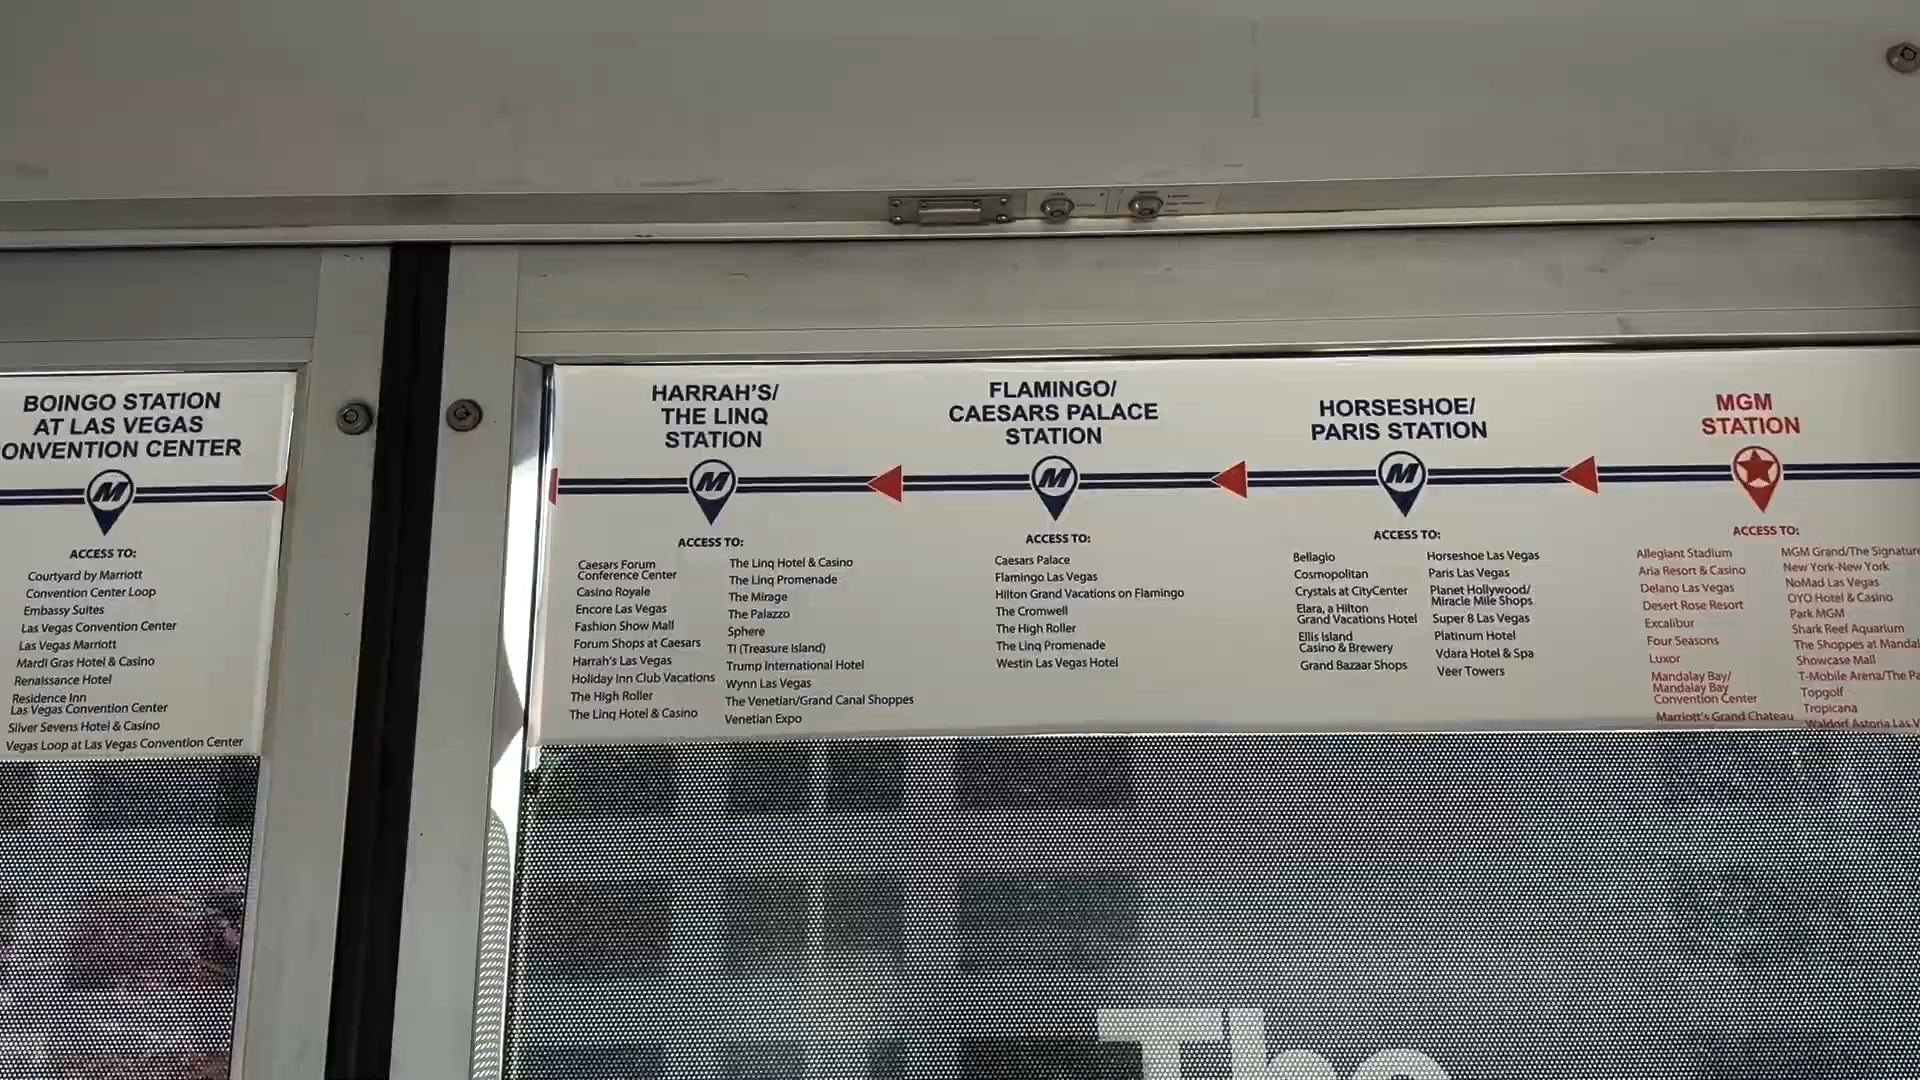 BOINGO STATION
AT LAS VEGAS
ONVENTION CENTER
M
ACCESS TO:
Courtyard by Marriott
Convention Center Loop
Embassy Suites
Las Vegas Convention Center
Las Vegas Marriott
Mardi Gras Hotel & Casino
Renaissance Hotel
Residence Inn
Las Vegas Convention Center
Silver Sevens Hotel & Casino
Vegas Loop at Las Vegas Convention Center
HARRAH'S/
THE LINQ
STATION
M
ACCESS TO:
Caesars Forum
Conference Center
Casino Royale
Encore Las Vegas
Fashion Show Mall
Forum Shops at Caesars
Harrah's Las Vegas
Holiday Inn Club Vacations
The High Roller
The Linq Hotel & Casino
The Linq Hotel & Casino
The Linq Promenade
The Mirage
The Palazzo
Sphere
TI (Treasure Island)
Trump International Hotel
Wynn Las Vegas
The Venetian/Grand Canal Shoppes
Venetian Expo
FLAMINGO/
CAESARS PALACE
STATION
M
ACCESS TO:
Caesars Palace
Flamingo Las Vegas
Hilton Grand Vacations on Flamingo
The Cromwell
The High Roller
The Linq Promenade
Westin Las Vegas Hotel
HORSESHOE/
PARIS STATION
M
ACCESS TO:
Bellagio
Cosmopolitan
Crystals at CityCenter
Elara, a Hilton
Grand Vacations Hotel
Ellis Island
Casino & Brewery
Grand Bazaar Shops
Horseshoe Las Vegas
Paris Las Vegas
Planet Hollywood/
Miracle Mile Shops
Super 8 Las Vegas
Platinum Hotel
Vdara Hotel & Spa
Veer Towers
MGM
STATION
ACCESS TO:
Allegiant Stadium
Aria Resort & Casino
Delano Las Vegas
Desert Rose Resort
Excalibur
Four Seasons
Luxor
Mandalay Bay/
Mandalay Bay
Convention Center
Marriott's Grand Chateau
MGM Grand/The Signature
New York-New York
NoMad Las Vegas
OYO Hotel & Casino
Park MGM
Shark Reef Aquarium
The Shoppes at Mandal
Showcase Mall
T-Mobile Arena/The Pa
Topgolf
Tropicana
Waldorf Astoria Las V
The